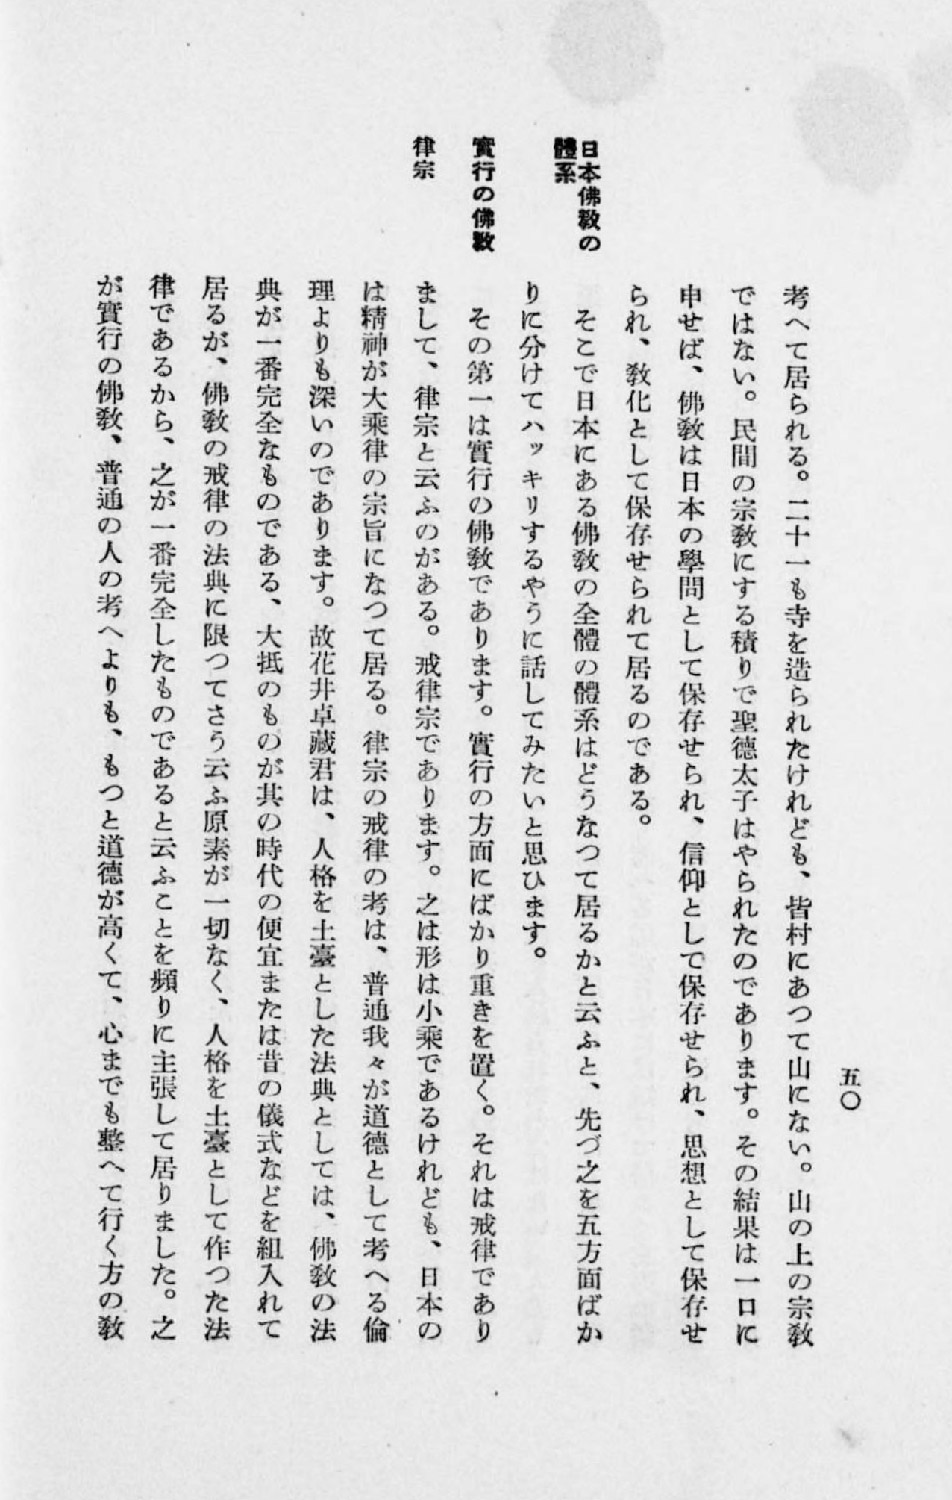 五〇
考へて居られる。二十一も寺を造られたけれども、皆村にあつて山にない。山の上の宗教
ではない。民間の宗教にする積りで聖德太子はやられたのであります。その結果は一口に
申せば、佛教は日本の學問として保存せられ、信仰として保存せられ、思想として保存せ
られ、教化として保存せられて居るのである。
日本佛教の
體系
そこで日本にある佛教の全體の體系はどうなつて居るかと云ふと、先づ之を五方面ばか
りに分けてハッキリするやうに話してみたいと思ひます。
實行の佛教
その第一は實行の佛教であります。實行の方面にばかり重きを置く。それは戒律であり
律宗
まして、律宗と云ふのがある。戒律宗であります。之は形は小乘であるけれども、日本の
は精神が大乘律の宗旨になつて居る。律宗の戒律の考は、普通我々が道德として考へる倫
理よりも深いのであります。故花井卓藏君は、人格を土臺とした法典としては、佛教の法
典が一番完全なものである、大抵のものが其の時代の便宜または昔の儀式などを組入れて
居るが、佛教の戒律の法典に限つてさう云ふ原素が一切なく、人格を土臺として作つた法
律であるから、之が一番完全したものであると云ふことを頻りに主張して居りました。之
が實行の佛教、普通の人の考へよりも、もつと道德が高くて、心までも整へて行く方の教